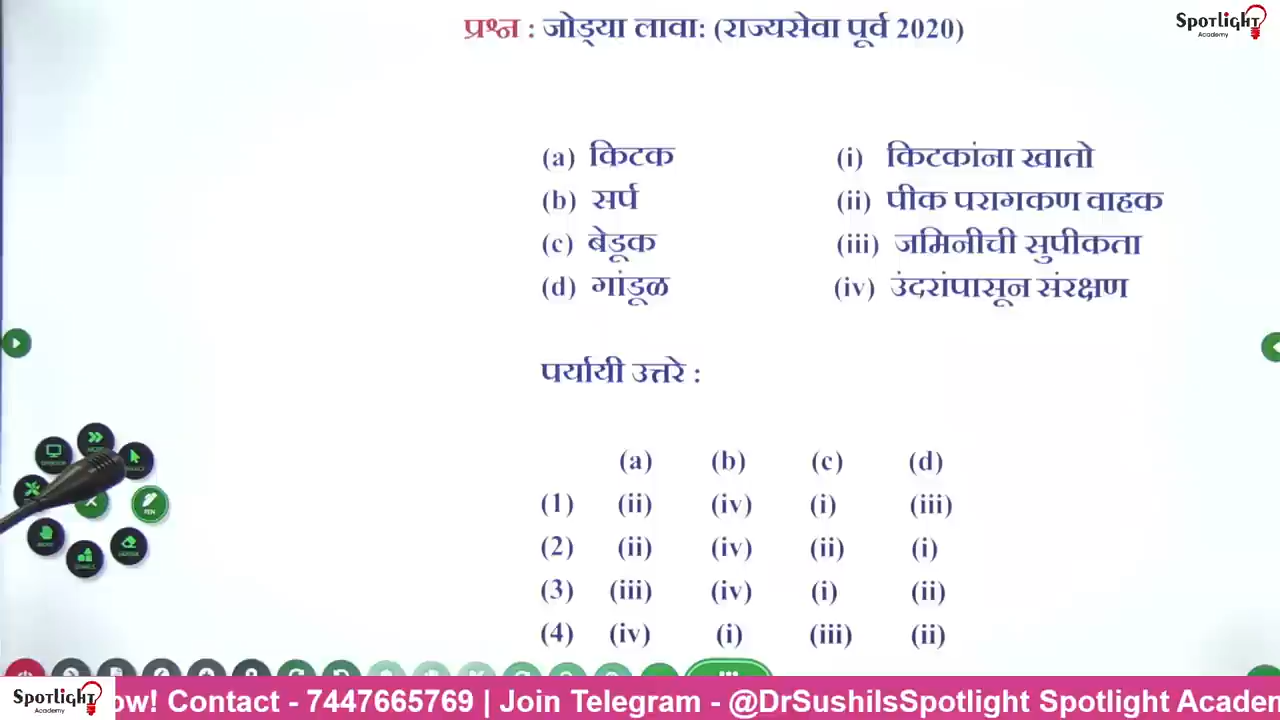 प्रश्न : जोड्या लावा: (राज्यसेवा पूर्व 2020)
Spotlight
Academy
(a) किटक (i) किटकांना खातो
(b) सर्प (ii) पीक परागकण वाहक
(c) बेडूक (iii) जमिनीची सुपीकता
(d) गांडूळ (iv) उंदरांपासून संरक्षण
पर्यायी उत्तरे :
(a) (b) (c) (d)
(1) (ii) (iv) (i) (iii)
(2) (ii) (iv) (ii) (i)
(3) (iii) (iv) (i) (ii)
(4) (iv) (i) (iii) (ii)
PEN
Spotlight
Academy
ow! Contact - 7447665769 | Join Telegram - @DrSushilsSpotlight Spotlight Acade